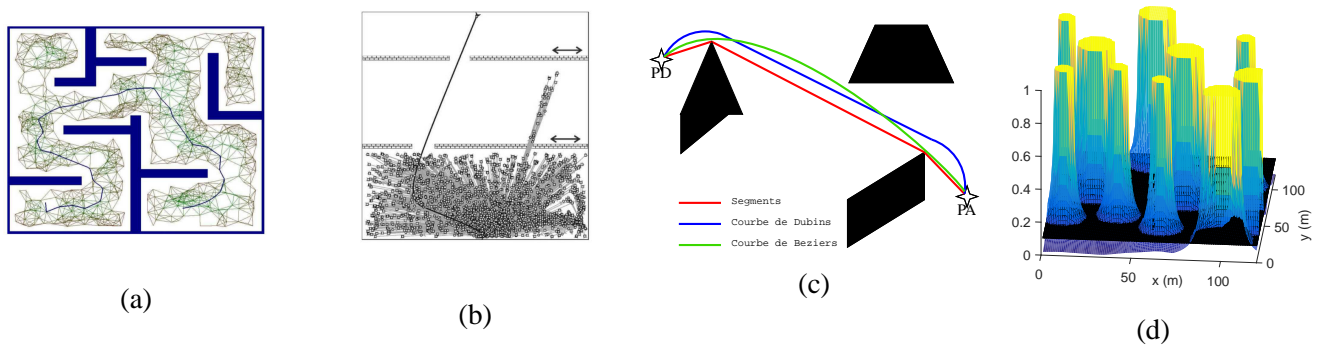 PD
PA
Segments
Courbe de Dubins
Courbe de Beziers
1
0.8
0.6
0.4
0.2
0
0
50
100
x (m)
0
50
100
y (m)
(a)
(b)
(c)
(d)